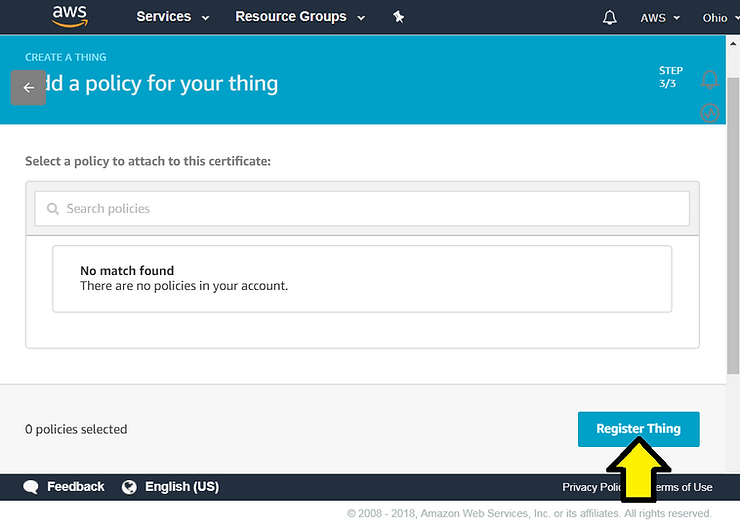 aws
Services Resource Groups AWS Ohio
CREATE A THING
dd a policy for your thing
STEP
3/3
Select a policy to attach to this certificate:
Search policies
No match found
There are no policies in your account.
0 policies selected
Register Thing
Feedback English (US) Privacy Polic erms of Use
© 2008 - 2018, Amazon Web Services, Inc. or its affiliates. All rights reserved.